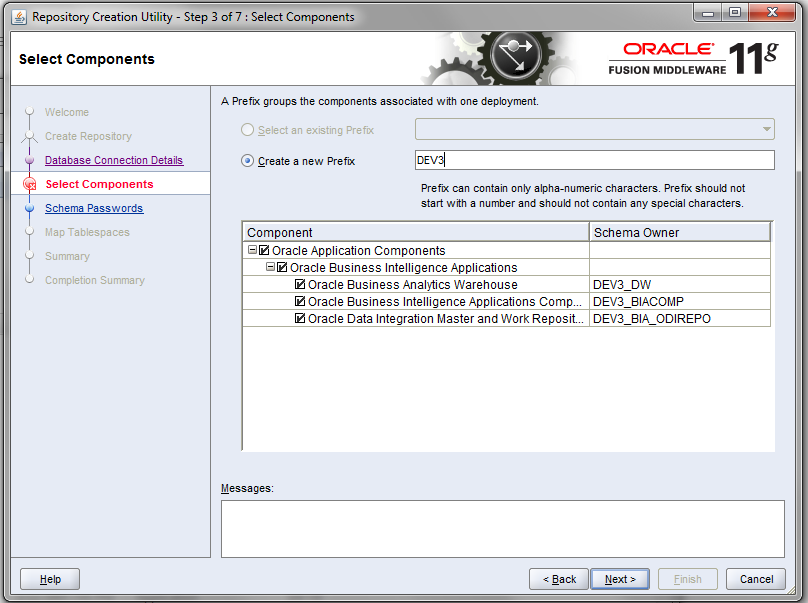 Repository Creation Utility - Step 3 of 7 : Select Components
Select Components
ORACLE
FUSION MIDDLEWARE 11g
Welcome
Create Repository
Database Connection Details
Select Components
Schema Passwords
Map Tablespaces
Summary
Completion Summary
A Prefix groups the components associated with one deployment.
Select an existing Prefix
Create a new Prefix DEV3
Prefix can contain only alpha-numeric characters. Prefix should not
start with a number and should not contain any special characters.
Component Schema Owner
Oracle Application Components
Oracle Business Intelligence Applications
Oracle Business Analytics Warehouse DEV3_DW
Oracle Business Intelligence Applications Comp... DEV3_BIACOMP
Oracle Data Integration Master and Work Reposit... DEV3_BIA_ODIREPO
Messages:
Help < Back Next > Finish Cancel